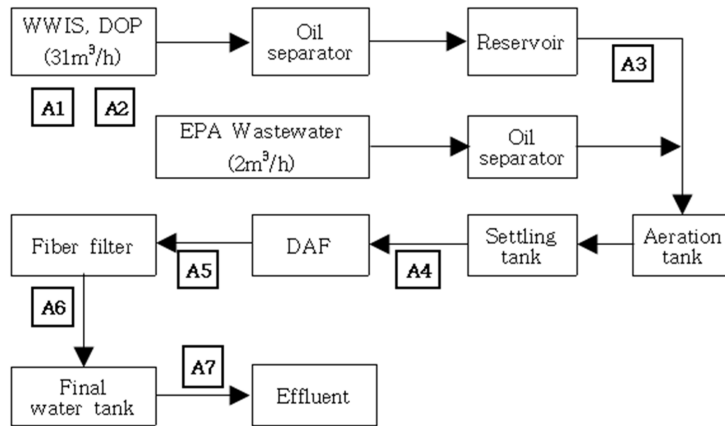 WWIS, DOP
(31m³/h)
Oil
separator
Reservoir
A1
A2
A3
EPA Wastewater
(2m³/h)
Oil
separator
Fiber filter
DAF
Settling
tank
Aeration
tank
A5
A4
A6
A7
Final
water tank
Effluent